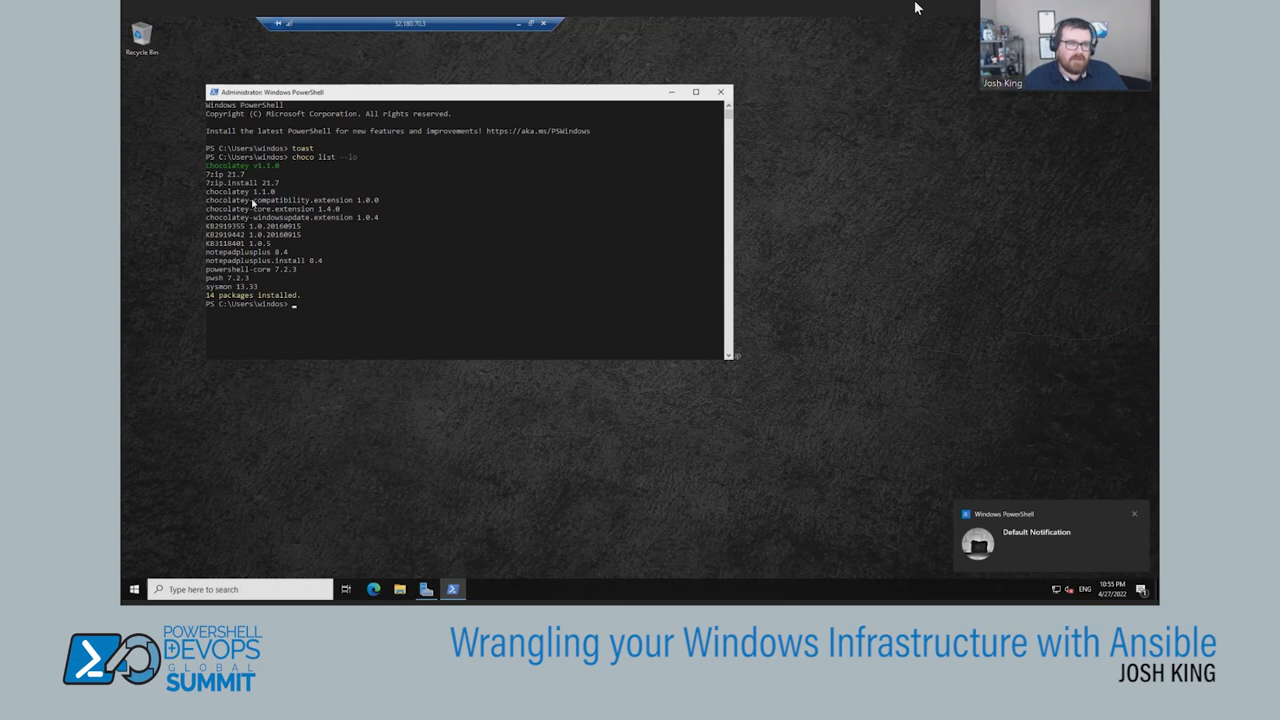 52.180.70.3
Recycle Bin
Josh King
Administrator: Windows PowerShell
Windows PowerShell
Copyright (C) Microsoft Corporation. All rights reserved.
Install the latest PowerShell for new features and improvements! https://aka.ms/PSWindows
PS C:\Users\windos> toast
PS C:\Users\windos> choco list --lo
Chocolatey v1.1.0
7zip 21.7
7zip.install 21.7
chocolatey 1.1.0
chocolatey-compatibility.extension 1.0.0
chocolatey-core.extension 1.4.0
chocolatey-windowsupdate.extension 1.0.4
KB2919355 1.0.20160915
KB2919442 1.0.20160915
KB3118401 1.0.5
notepadplusplus 8.4
notepadplusplus.install 8.4
powershell-core 7.2.3
pwsh 7.2.3
sysmon 13.33
14 packages installed.
PS C:\Users\windos> _
up
Windows PowerShell
Default Notification
Type here to search
ENG
10:55 PM
4/27/2022
POWERSHELL
DEVOPS
GLOBAL
SUMMIT
Wrangling your Windows Infrastructure with Ansible
JOSH KING